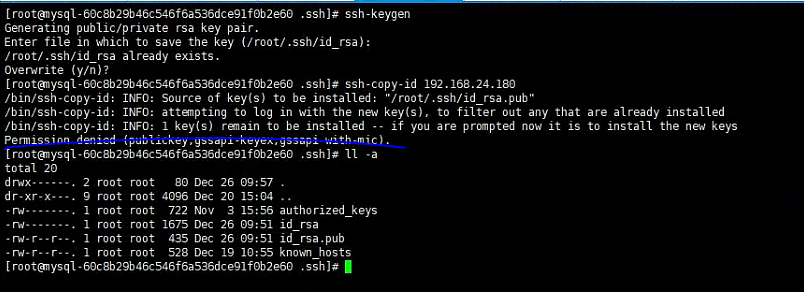 [root@mysql-60c8b29b46c546f6a536dce91f0b2e60 .ssh]# ssh-keygen
Generating public/private rsa key pair.
Enter file in which to save the key (/root/.ssh/id_rsa):
/root/.ssh/id_rsa already exists.
Overwrite (y/n)?
[root@mysql-60c8b29b46c546f6a536dce91f0b2e60 .ssh]# ssh-copy-id 192.168.24.180
/bin/ssh-copy-id: INFO: Source of key(s) to be installed: "/root/.ssh/id_rsa.pub"
/bin/ssh-copy-id: INFO: attempting to log in with the new key(s), to filter out any that are already installed
/bin/ssh-copy-id: INFO: 1 key(s) remain to be installed -- if you are prompted now it is to install the new keys
Permission denied (publickey,gssapi-keyex,gssapi-with-mic).
[root@mysql-60c8b29b46c546f6a536dce91f0b2e60 .ssh]# ll -a
total 20
drwx------. 2 root root   80 Dec 26 09:57 .
dr-xr-x---. 9 root root 4096 Dec 20 15:04 ..
-rw-------. 1 root root  722 Nov  3 15:56 authorized_keys
-rw-------. 1 root root 1675 Dec 26 09:51 id_rsa
-rw-r--r--. 1 root root  435 Dec 26 09:51 id_rsa.pub
-rw-r--r--. 1 root root  528 Dec 19 10:55 known_hosts
[root@mysql-60c8b29b46c546f6a536dce91f0b2e60 .ssh]#